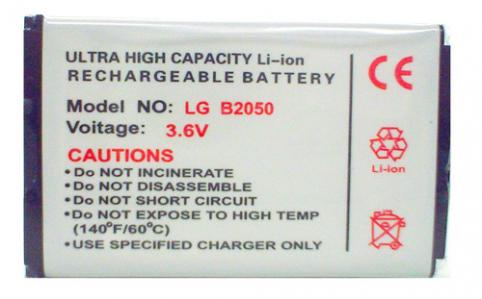 ULTRA HIGH CAPACITY Li-ion
RECHARGEABLE BATTERY
CE
Model NO: LG B2050
Voitage: 3.6V
Li-ion
CAUTIONS
• Do NOT INCINERATE
• Do NOT DISASSEMBLE
• Do NOT SHORT CIRCUIT
• Do NOT EXPOSE TO HIGH TEMP
(140°F/60°C)
• USE SPECIFIED CHARGER